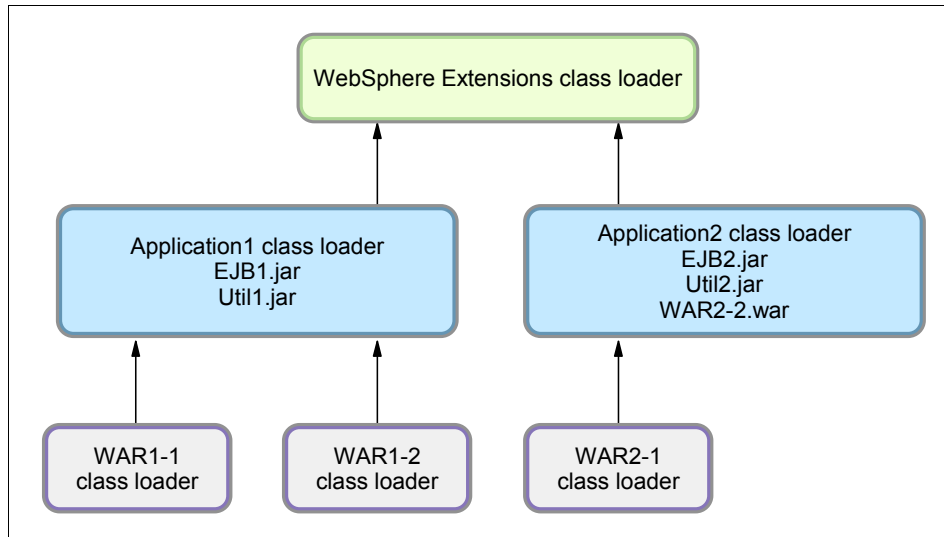 WebSphere Extensions class loader
Application1 class loader
EJB1.jar
Util1.jar
Application2 class loader
EJB2.jar
Util2.jar
WAR2-2.war
WAR1-1
class loader
WAR1-2
class loader
WAR2-1
class loader